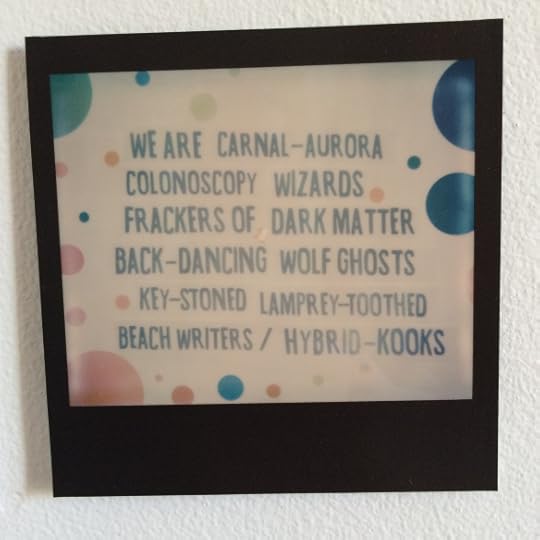 WE ARE CARNAL-AURORA
COLONOSCOPY WIZARDS
FRACKERS OF DARK MATTER
BACK-DANCING WOLF GHOSTS
KEY-STONED LAMPREY-TOOTHED
BEACH WRITERS / HYBRID-KOOKS